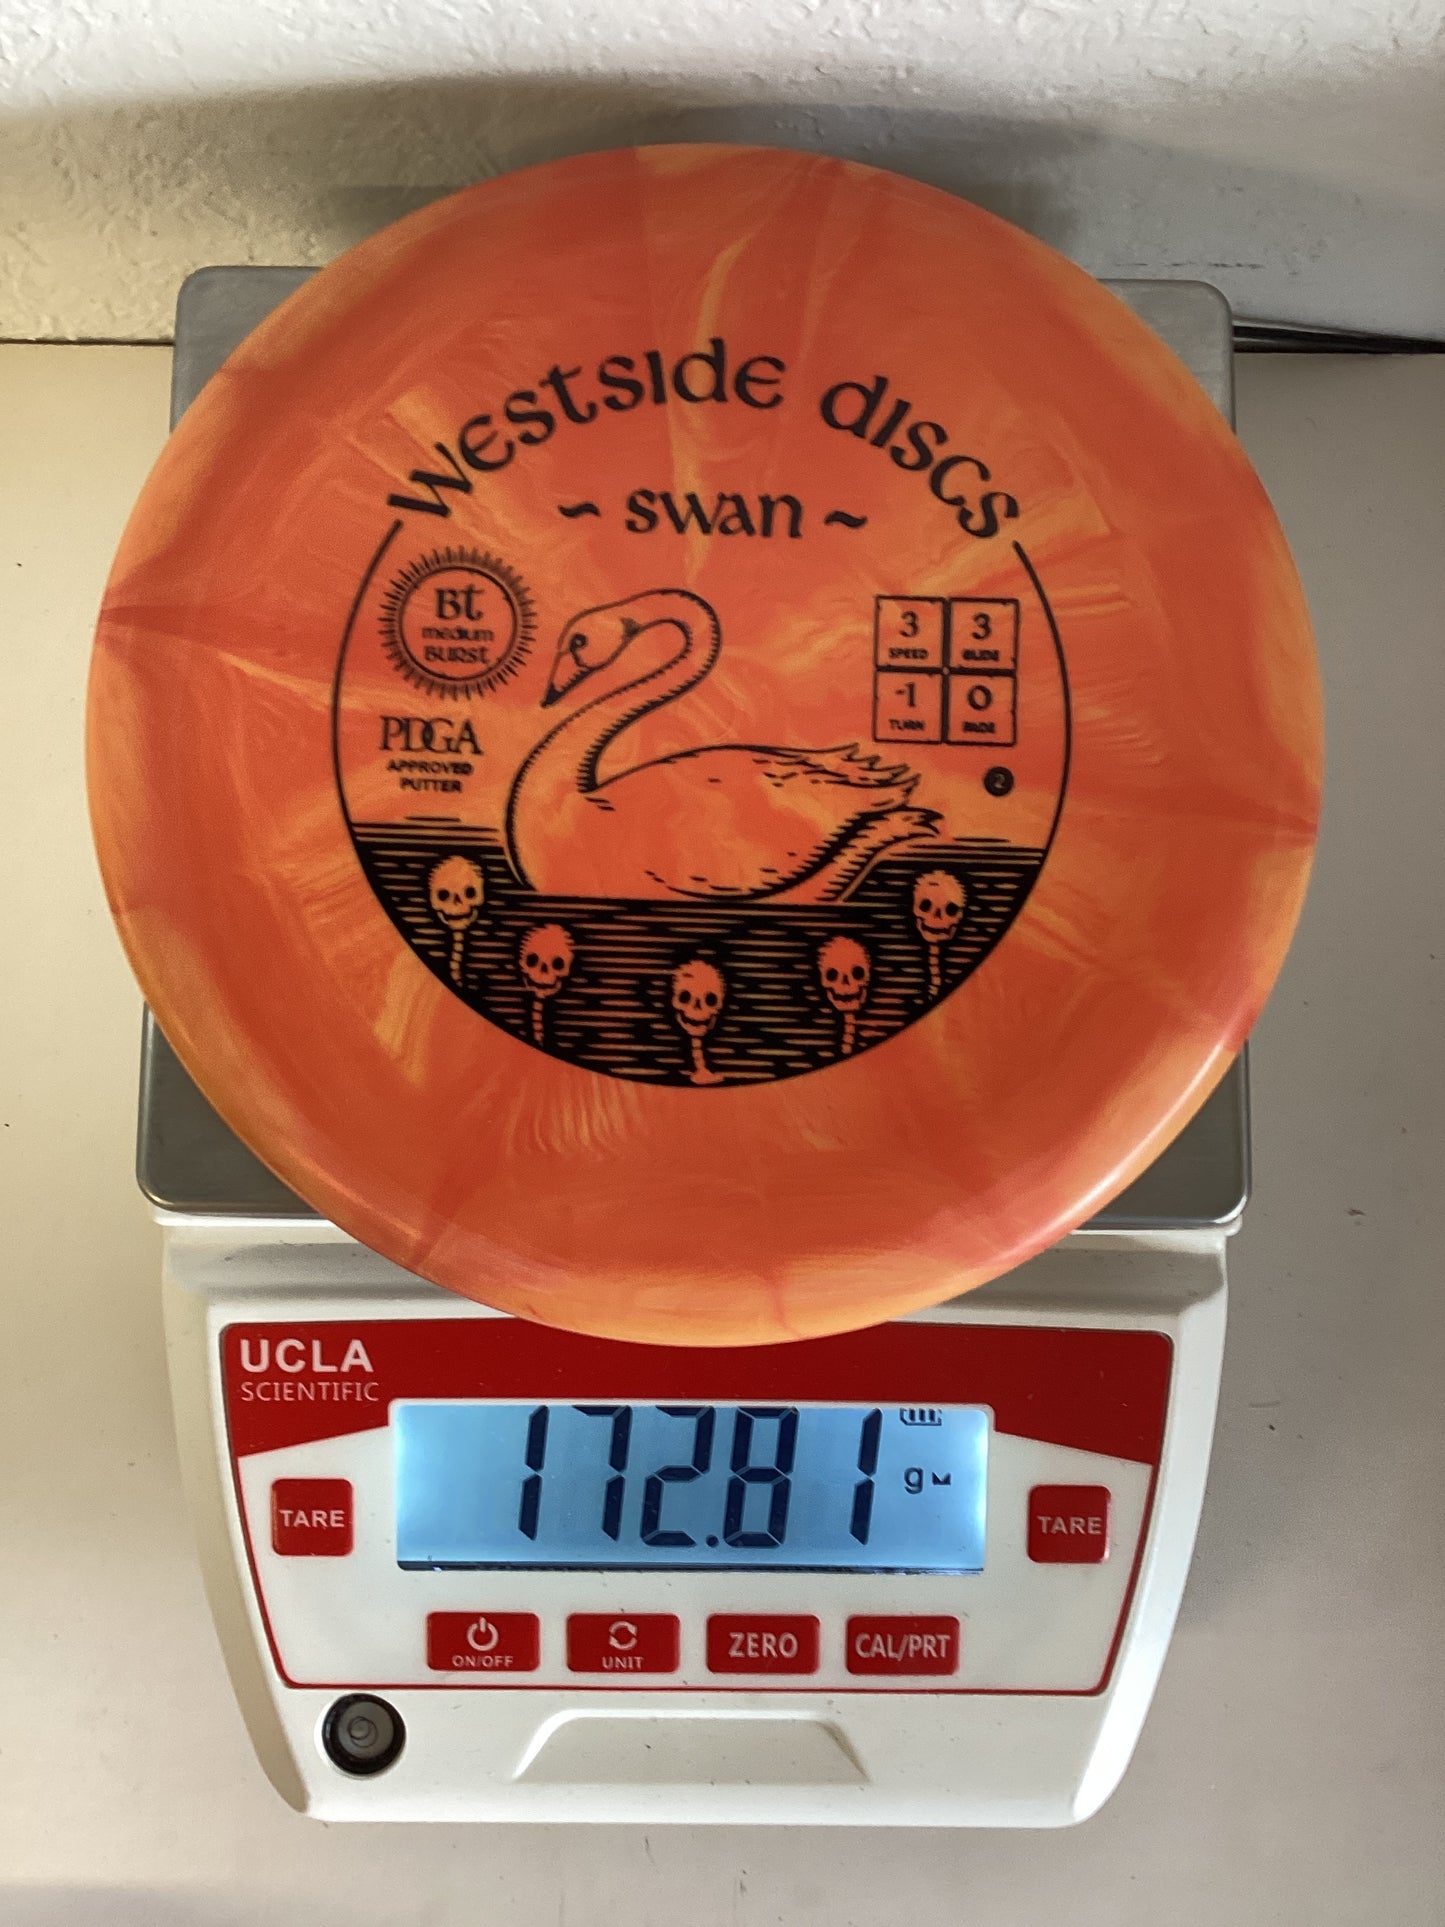 westside discs
~ swan ~
BT
medium
BURST
PDGA
APPROVED
PUTTER
3
SPEED
3
GLIDE
-1
TURN
0
FADE
2
UCLA
SCIENTIFIC
172.81
g
TARE
TARE
ON/OFF
UNIT
ZERO
CAL/PRT